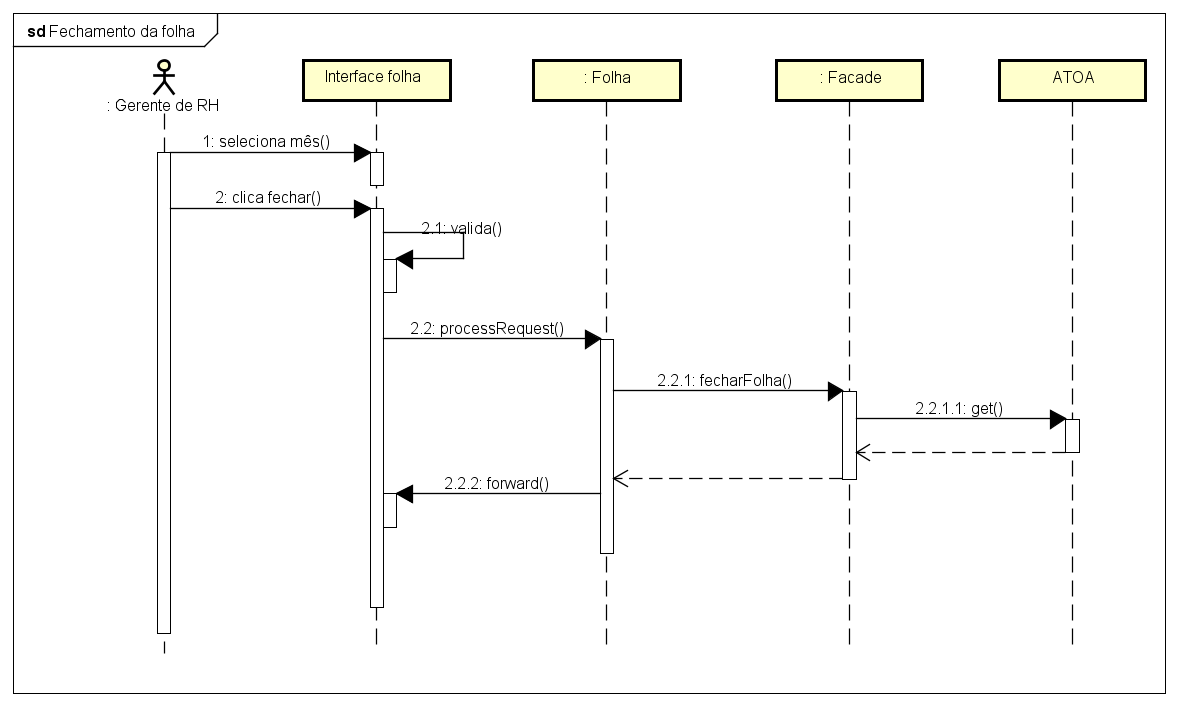 sd Fechamento da folha
: Gerente de RH
Interface folha
: Folha
: Facade
ATOA
1: seleciona mês()
2: clica fechar()
2.1: valida()
2.2: processRequest()
2.2.1: fecharFolha()
2.2.1.1: get()
2.2.2: forward()